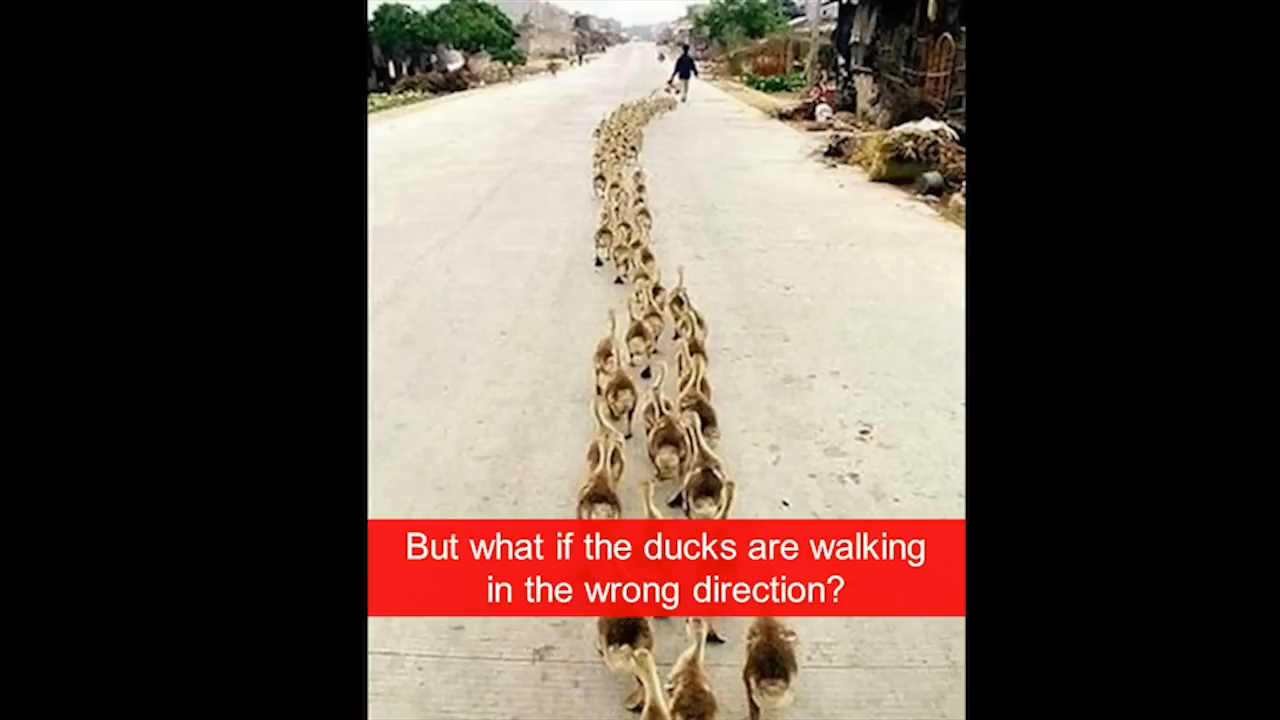 But what if the ducks are walking
in the wrong direction?